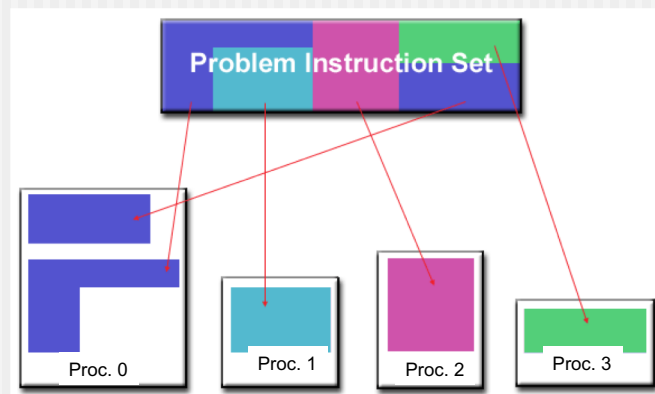 Problem Instruction Set
Proc. 0
Proc. 1
Proc. 2
Proc. 3